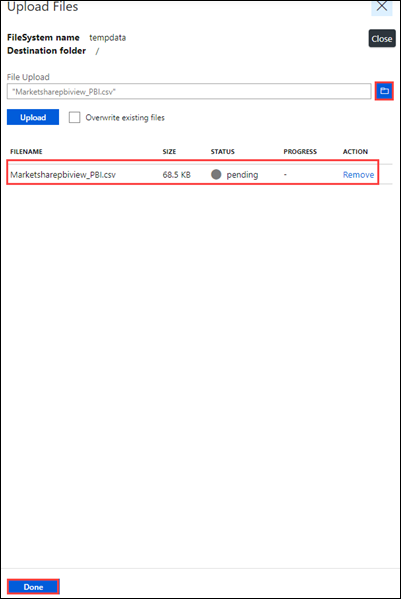 Upload Files
FileSystem name tempdata
Destination folder /
Close
File Upload
"Marketsharepbiview_PBI.csv"
Upload Overwrite existing files
FILENAME SIZE STATUS PROGRESS ACTION
Marketsharepbiview_PBI.csv 68.5 KB pending - Remove
Done